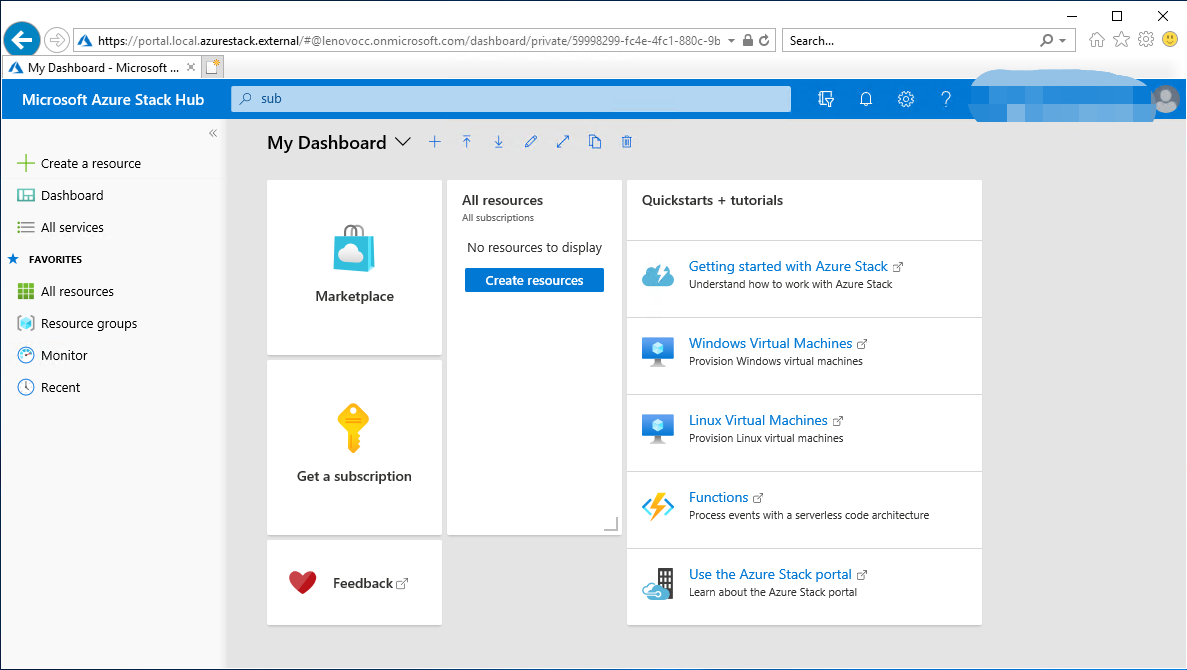 https://portal.local.azurestack.external/#@lenovocc.onmicrosoft.com/dashboard/private/59998299-fc4e-4fc1-880c-9b
Search...
My Dashboard - Microsoft ...
Microsoft Azure Stack Hub
sub
Create a resource
Dashboard
All services
FAVORITES
All resources
Resource groups
Monitor
Recent
My Dashboard
Marketplace
Get a subscription
Feedback
All resources
All subscriptions
No resources to display
Create resources
Quickstarts + tutorials
Getting started with Azure Stack
Understand how to work with Azure Stack
Windows Virtual Machines
Provision Windows virtual machines
Linux Virtual Machines
Provision Linux virtual machines
Functions
Process events with a serverless code architecture
Use the Azure Stack portal
Learn about the Azure Stack portal